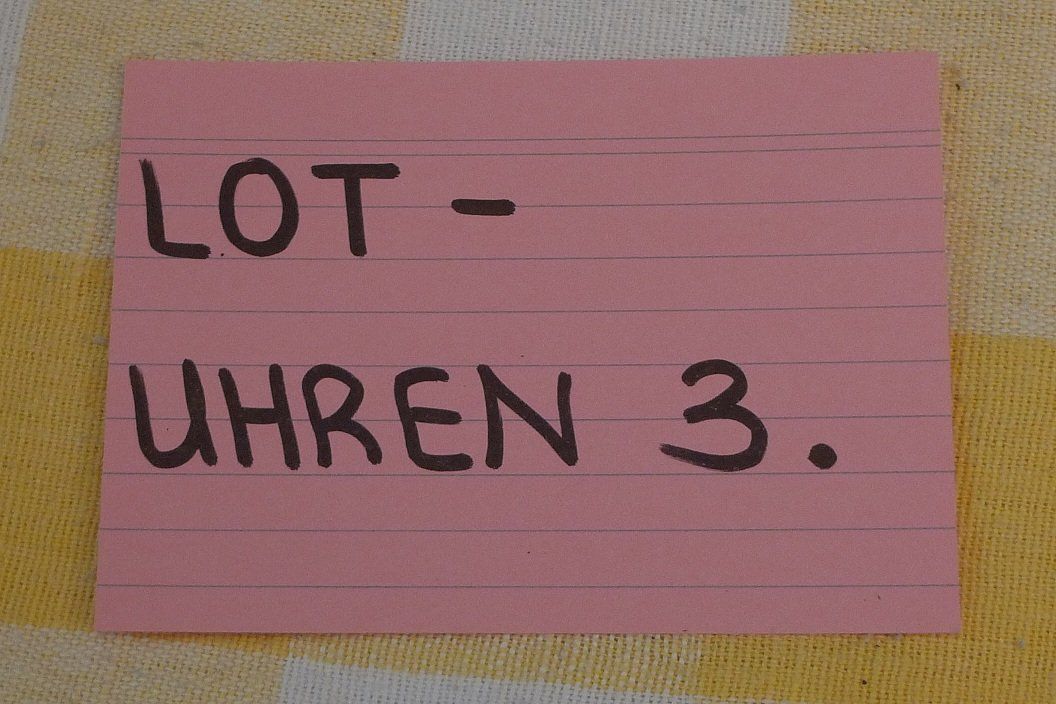 LOT -
UHREN 3.